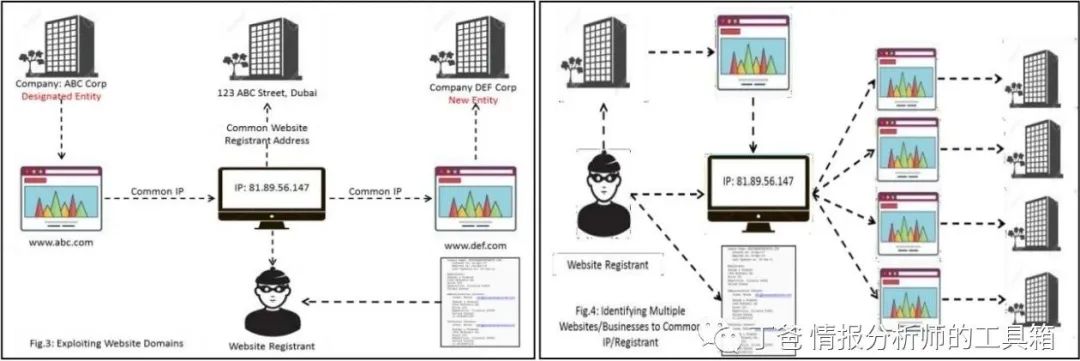 Company: ABC Corp
Designated Entity
123 ABC Street, Dubai
Company DEF Corp
New Entity
Common Website
Registrant Address
Common IP
IP: 81.89.56.147
Common IP
www.abc.com
www.def.com
Website Registrant
Fig.3: Exploiting Website Domains
IP: 81.89.56.147
Website Registrant
Fig.4: Identifying Multiple
Websites/Businesses to Common
IP/Registrant
丁爸 情报分析师的工具箱